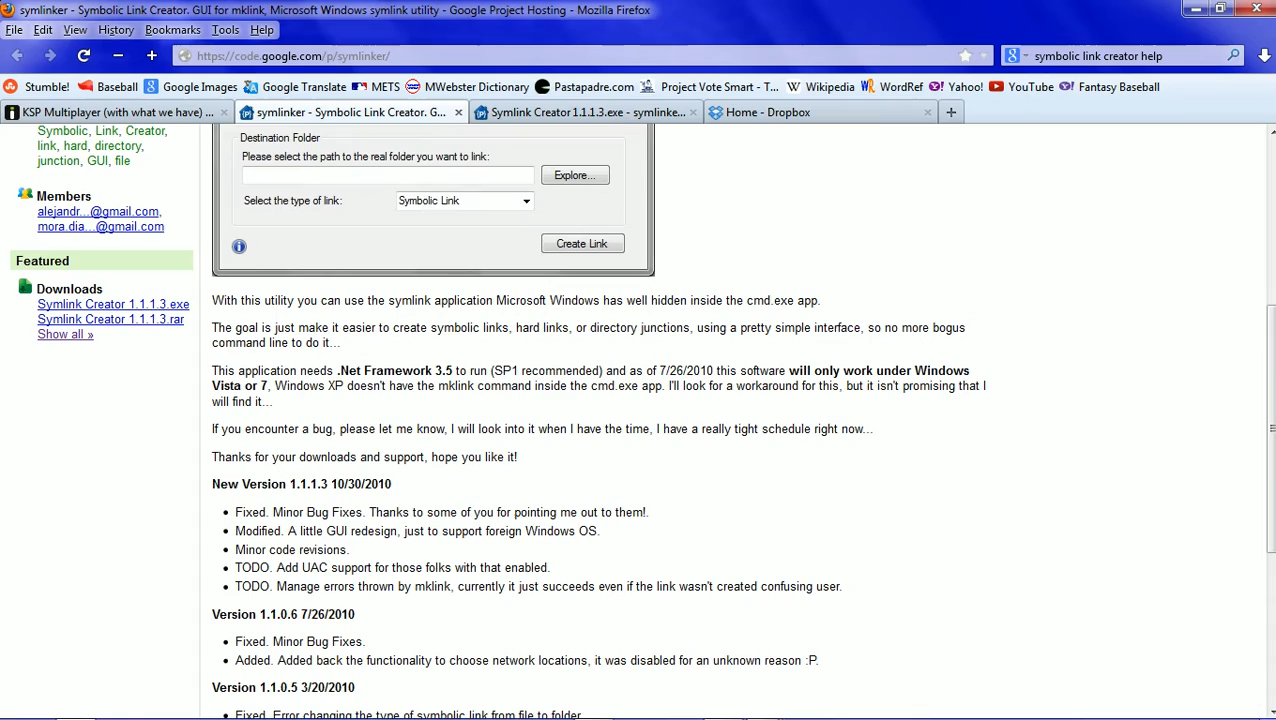 symlinker - Symbolic Link Creator. GUI for mklink, Microsoft Windows symlink utility - Google Project Hosting - Mozilla Firefox
File Edit View History Bookmarks Tools Help
https://code.google.com/p/symlinker/
symbolic link creator help
Stumble! Baseball Google Images Google Translate METS MWebster Dictionary Pastapadre.com Project Vote Smart - T... Wikipedia WordRef Yahoo! YouTube Fantasy Baseball
KSP Multiplayer (with what we have) ... symlinker - Symbolic Link Creator. G... Symlink Creator 1.1.1.3.exe - symlinke... Home - Dropbox
Symbolic, Link, Creator,
link, hard, directory,
junction, GUI, file
Members
alejandr...@gmail.com,
mora.dia...@gmail.com
Featured
Downloads
Symlink Creator 1.1.1.3.exe
Symlink Creator 1.1.1.3.rar
Show all »
Destination Folder
Please select the path to the real folder you want to link:
Explore...
Select the type of link: Symbolic Link
Create Link
With this utility you can use the symlink application Microsoft Windows has well hidden inside the cmd.exe app.
The goal is just make it easier to create symbolic links, hard links, or directory junctions, using a pretty simple interface, so no more bogus
command line to do it...
This application needs .Net Framework 3.5 to run (SP1 recommended) and as of 7/26/2010 this software will only work under Windows
Vista or 7, Windows XP doesn't have the mklink command inside the cmd.exe app. I'll look for a workaround for this, but it isn't promising that I
will find it...
If you encounter a bug, please let me know, I will look into it when I have the time, I have a really tight schedule right now...
Thanks for your downloads and support, hope you like it!
New Version 1.1.1.3 10/30/2010
• Fixed. Minor Bug Fixes. Thanks to some of you for pointing me out to them!.
• Modified. A little GUI redesign, just to support foreign Windows OS.
• Minor code revisions.
• TODO. Add UAC support for those folks with that enabled.
• TODO. Manage errors thrown by mklink, currently it just succeeds even if the link wasn't created confusing user.
Version 1.1.0.6 7/26/2010
• Fixed. Minor Bug Fixes.
• Added. Added back the functionality to choose network locations, it was disabled for an unknown reason :P.
Version 1.1.0.5 3/20/2010
• Fixed. Error changing the type of symbolic link from file to folder